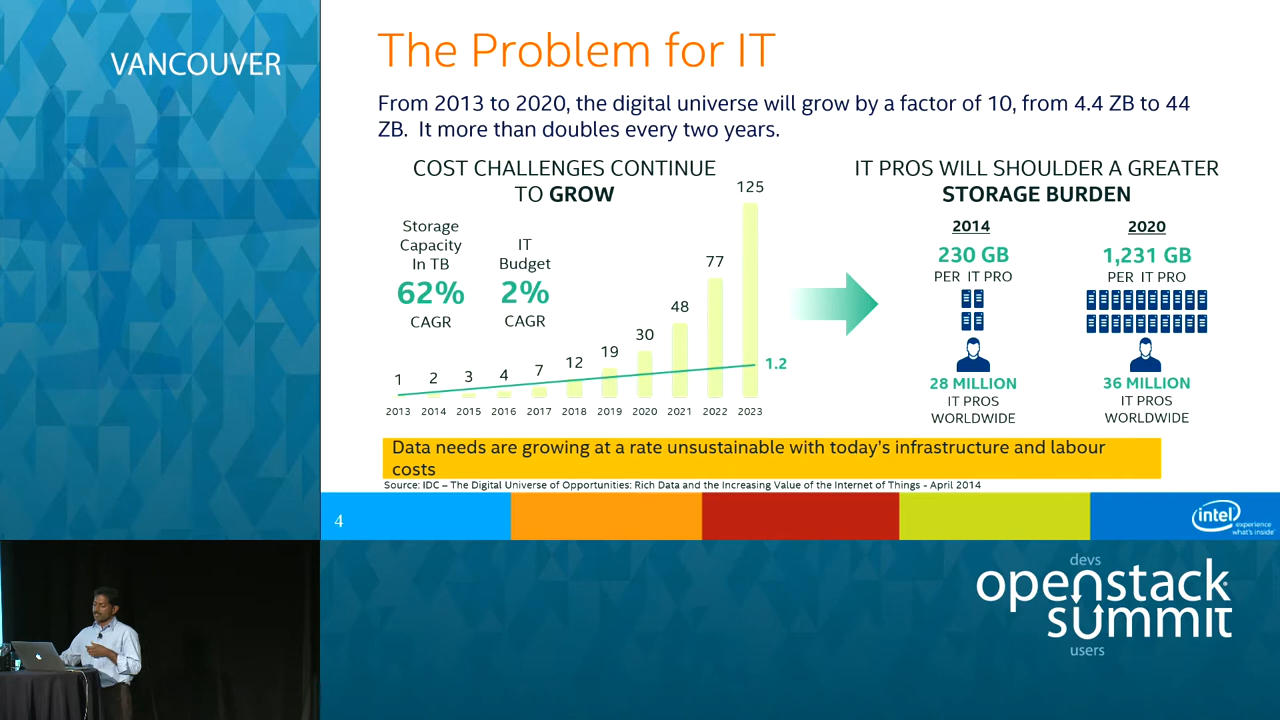 VANCOUVER
The Problem for IT
From 2013 to 2020, the digital universe will grow by a factor of 10, from 4.4 ZB to 44
ZB. It more than doubles every two years.
COST CHALLENGES CONTINUE
TO GROW
Storage
Capacity
In TB
62%
CAGR
IT
Budget
2%
CAGR
1
2
3
4
7
12
19
30
48
77
125
1.2
2013 2014 2015 2016 2017 2018 2019 2020 2021 2022 2023
IT PROS WILL SHOULDER A GREATER
STORAGE BURDEN
2014
230 GB
PER IT PRO
28 MILLION
IT PROS
WORLDWIDE
2020
1,231 GB
PER IT PRO
36 MILLION
IT PROS
WORLDWIDE
Data needs are growing at a rate unsustainable with today's infrastructure and labour
costs
Source: IDC – The Digital Universe of Opportunities: Rich Data and the Increasing Value of the Internet of Things - April 2014
4
intel
experience
what's inside
devs
openstack
summit
users